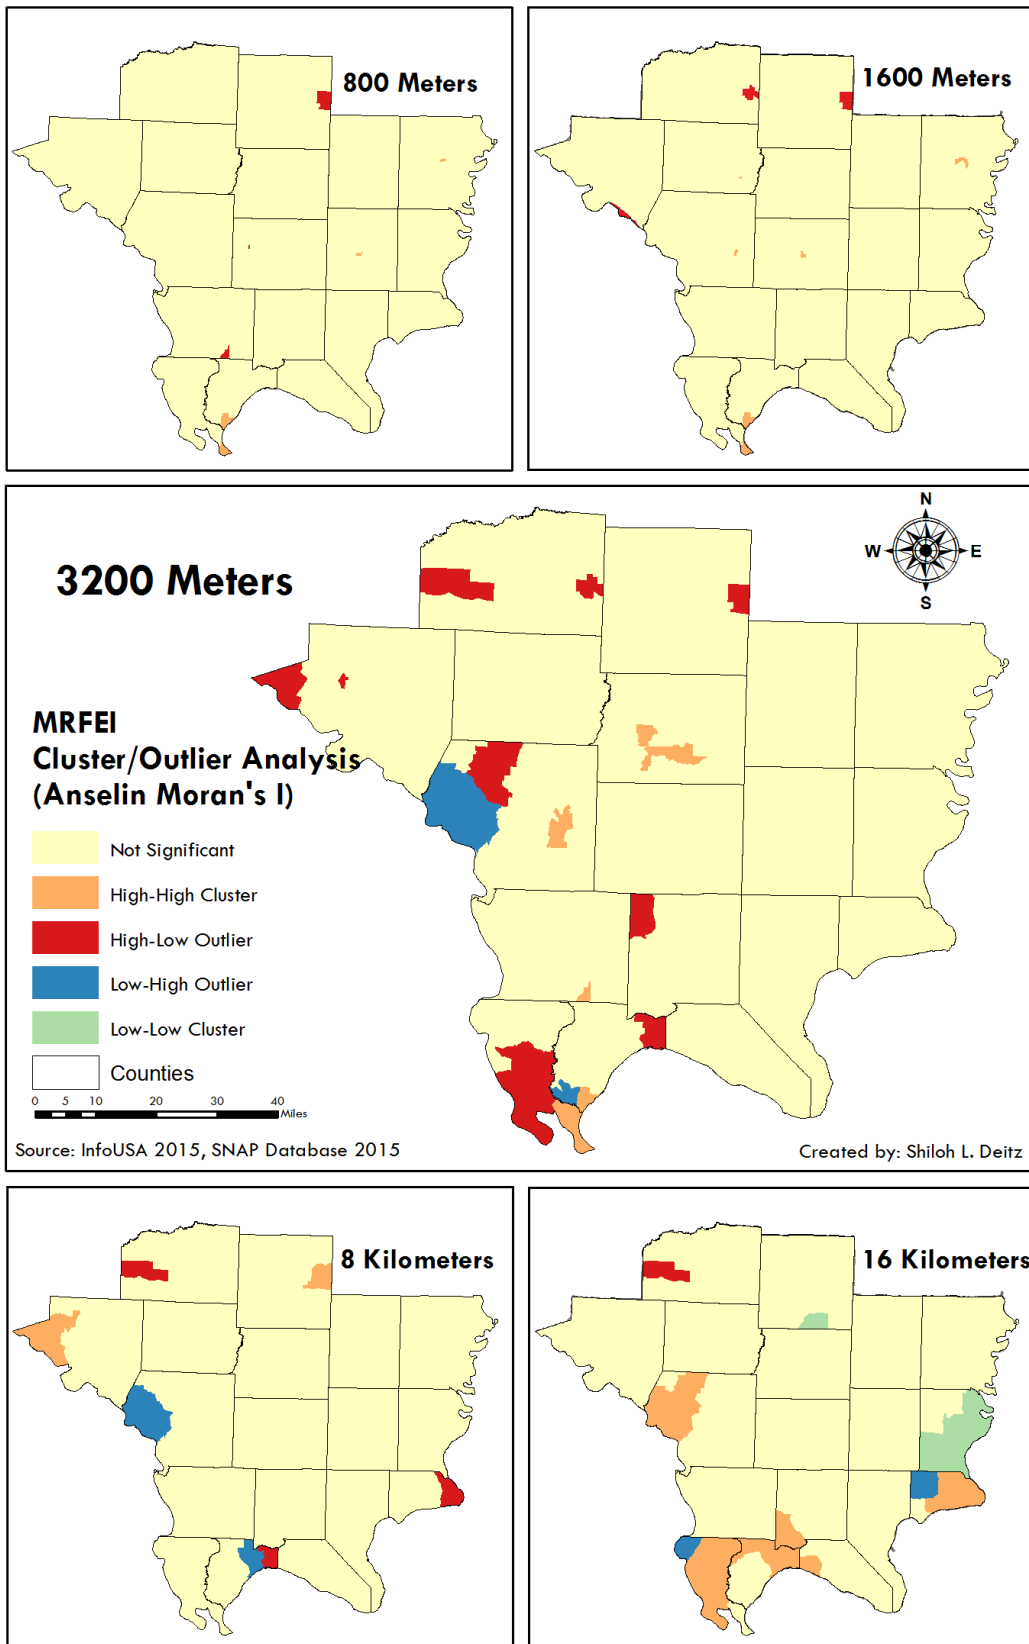 800 Meters
1600 Meters
3200 Meters
N
W
E
S
MRFEI
Cluster/Outlier Analysis
(Anselin Moran's I)
Not Significant
High-High Cluster
High-Low Outlier
Low-High Outlier
Low-Low Cluster
Counties
0 5 10 20 30 40
Miles
Source: InfoUSA 2015, SNAP Database 2015
Created by: Shiloh L. Deitz
8 Kilometers
16 Kilometers